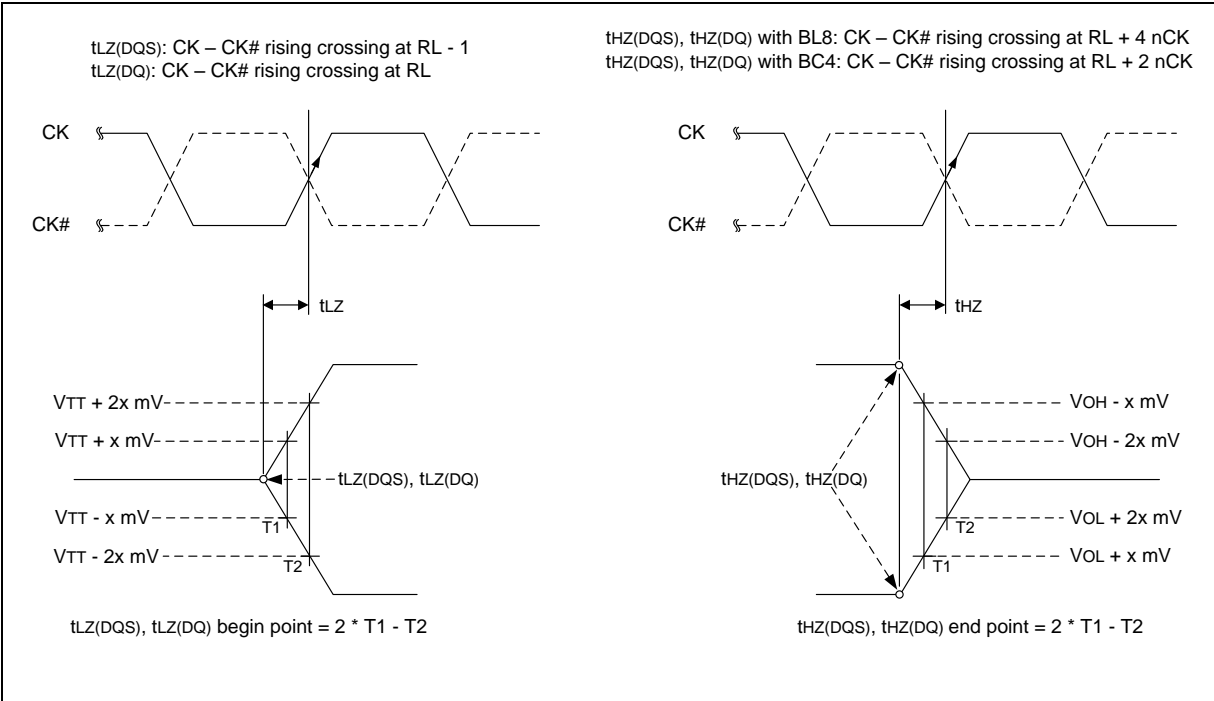 tLZ(DQS): CK – CK# rising crossing at RL - 1
tLZ(DQ): CK – CK# rising crossing at RL
CK
CK#
tLZ
VTT + 2x mV
VTT + x mV
tLZ(DQS), tLZ(DQ)
VTT - x mV
T1
VTT - 2x mV
T2
tLZ(DQS), tLZ(DQ) begin point = 2 * T1 - T2
tHZ(DQS), tHZ(DQ) with BL8: CK – CK# rising crossing at RL + 4 nCK
tHZ(DQS), tHZ(DQ) with BC4: CK – CK# rising crossing at RL + 2 nCK
CK
CK#
tHZ
VOH - x mV
VOH - 2x mV
tHZ(DQS), tHZ(DQ)
VOL + 2x mV
T2
VOL + x mV
T1
tHZ(DQS), tHZ(DQ) end point = 2 * T1 - T2